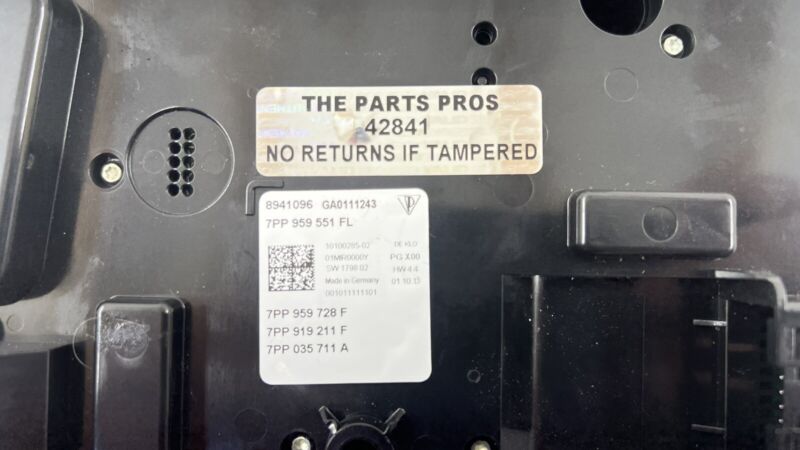 THE PARTS PROS
42841
NO RETURNS IF TAMPERED
8941096 GA0111243
7PP 959 551 FL
10100285-02 DE KLO
01MR0000Y PG X00
SW 1798 02 HW 4.4
Made in Germany 01.10.13
001011111101
7PP 959 728 F
7PP 919 211 F
7PP 035 711 A